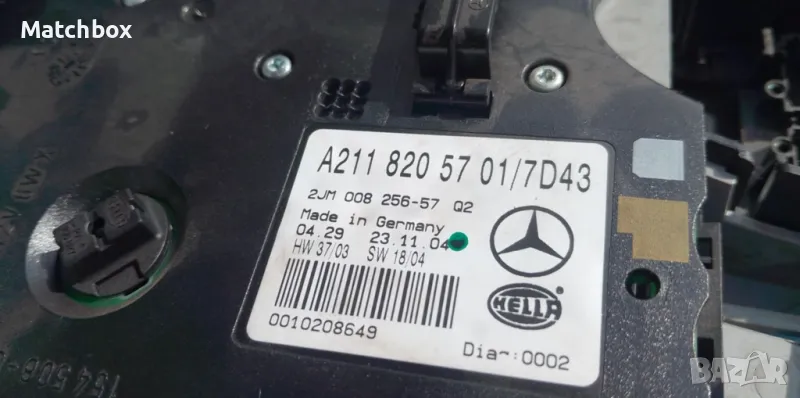 Matchbox
A211 820 57 01/7D43
2JM 008 256-57 Q2
Made in Germany
04.29 23.11.04
HW 37/03 SW 18/04
HELLA
0010208649
Dia-:0002
BAZAR